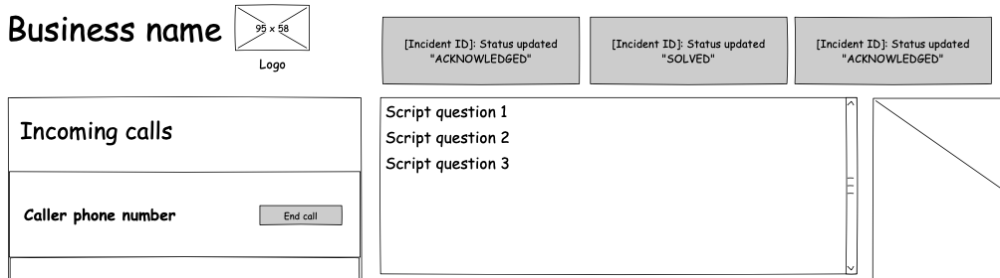 Business name
95 x 58
Logo
[Incident ID]: Status updated
"ACKNOWLEDGED"
[Incident ID]: Status updated
"SOLVED"
[Incident ID]: Status updated
"ACKNOWLEDGED"
Incoming calls
Caller phone number
End call
Script question 1
Script question 2
Script question 3